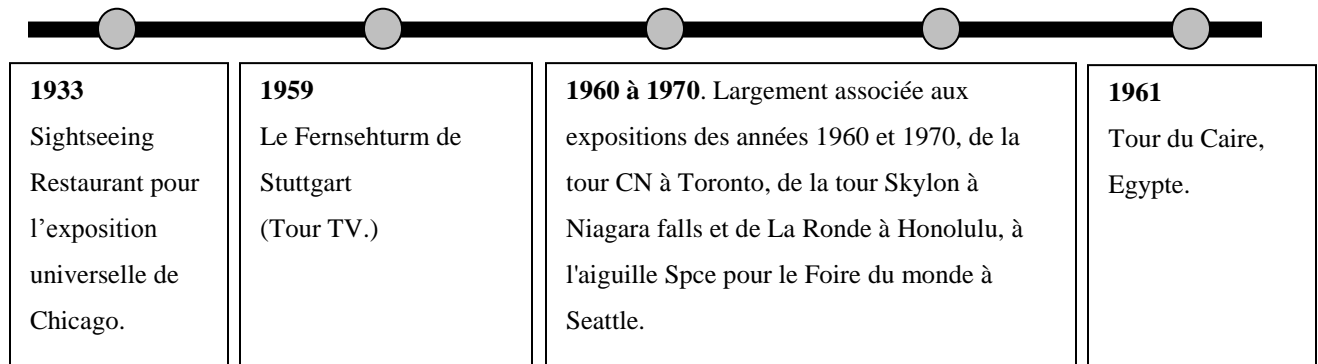 1933
Sightseeing
Restaurant pour
l’exposition
universelle de
Chicago.
1959
Le Fernsehturm de
Stuttgart
(Tour TV.)
1960 à 1970. Largement associée aux
expositions des années 1960 et 1970, de la
tour CN à Toronto, de la tour Skylon à
Niagara falls et de La Ronde à Honolulu, à
l'aiguille Spce pour le Foire du monde à
Seattle.
1961
Tour du Caire,
Egypte.